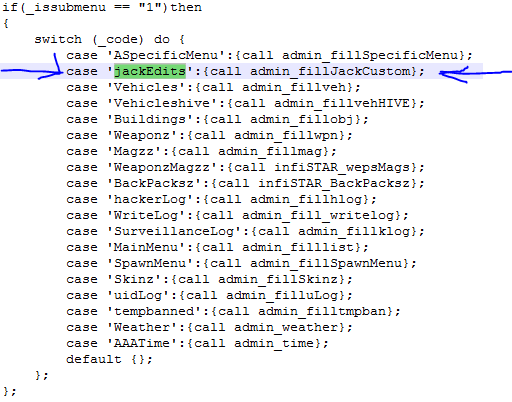 if(_issubmenu == "1")then
{
switch (_code) do {
case 'ASpecificMenu':{call admin_fillSpecificMenu};
case 'jackEdits':{call admin_fillJackCustom};
case 'Vehicles':{call admin_fillveh};
case 'Vehicleshive':{call admin_fillvehHIVE};
case 'Buildings':{call admin_fillobj};
case 'Weaponz':{call admin_fillwpn};
case 'Magzz':{call admin_fillmag};
case 'WeaponzMagzz':{call infiSTAR_wepsMags};
case 'BackPacksz':{call infiSTAR_BackPacksz};
case 'hackerLog':{call admin_fillhlog};
case 'WriteLog':{call admin_fill_writelog};
case 'SurveillanceLog':{call admin_fillklog};
case 'MainMenu':{call admin_filllist};
case 'SpawnMenu':{call admin_fillSpawnMenu};
case 'Skinz':{call admin_fillSkinz};
case 'uidLog':{call admin_filluLog};
case 'tempbanned':{call admin_filltmpban};
case 'Weather':{call admin_weather};
case 'AAATime':{call admin_time};
default {};
};
};